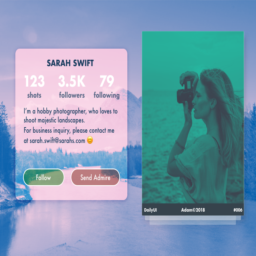 SARAH SWIFT
123 3.5K 79
shots followers following
I'm a hobby photographer, who loves to
shoot majestic landscapes.
For business inquiry, please contact me
at sarah.swift@sarahs.com 😄
Follow Send Admire
DailyUI Adam©2018 #006